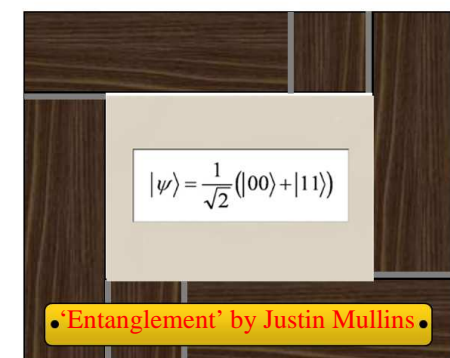 |ψ⟩ = 1/√2 (|00⟩+|11⟩)
•‘Entanglement’ by Justin Mullins•